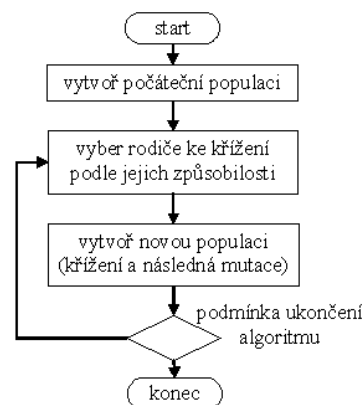 start
vytvoř počáteční populaci
vyber rodiče ke křížení
podle jejich způsobilosti
vytvoř novou populaci
(křížení a následná mutace)
podmínka ukončení
algoritmu
konec